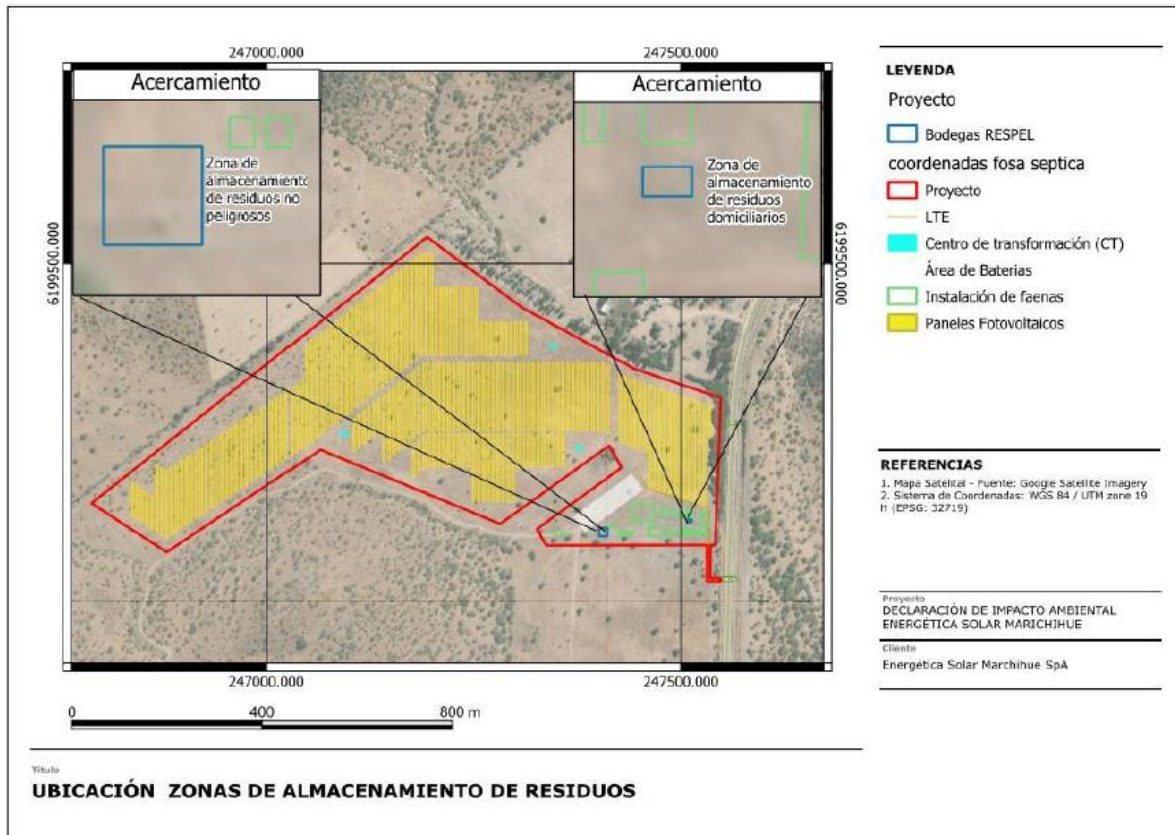 247000.000
247500.000
Acercamiento
Zona de
almacenamiento
de residuos no
peligrosos
Acercamiento
Zona de
almacenamiento
de residuos
domiciliarios
6199500.000
6199500.000
247000.000
247500.000
0 400 800 m
LEYENDA
Proyecto
Bodegas RESPEL
coordenadas fosa septica
Proyecto
LTE
Centro de transformación (CT)
Área de Baterias
Instalación de faenas
Paneles Fotovoltaicos
REFERENCIAS
1. Mapa Satelital - Fuente: Google Satellite Imagery
2. Sistema de Coordenadas: WGS 84 / UTM zone 19
H (EPSG: 32719)
Proyecto
DECLARACIÓN DE IMPACTO AMBIENTAL
ENERGÉTICA SOLAR MARICHIHUE
Cliente
Energética Solar Marchihue SpA
Título
UBICACIÓN ZONAS DE ALMACENAMIENTO DE RESIDUOS